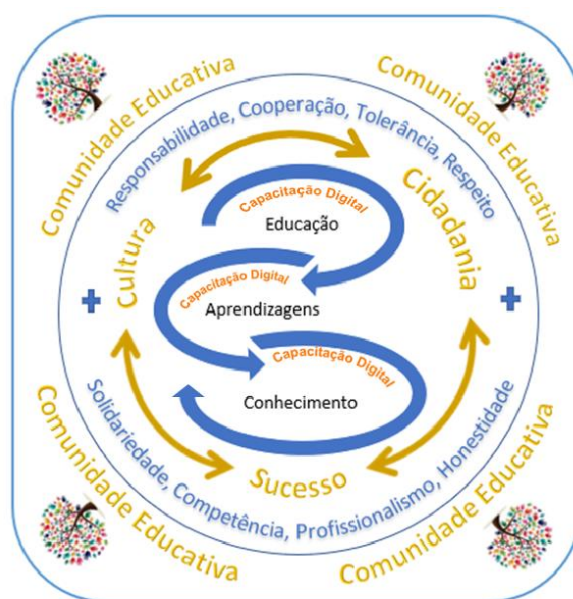 Comunidade Educativa
Comunidade Educativa
Responsabilidade, Cooperação, Tolerância, Respeito
Cultura
Cidadania
Capacitação Digital
Educação
Capacitação Digital
Aprendizagens
Capacitação Digital
Conhecimento
Sucesso
Solidariedade, Competência, Profissionalismo, Honestidade
Comunidade Educativa
Comunidade Educativa